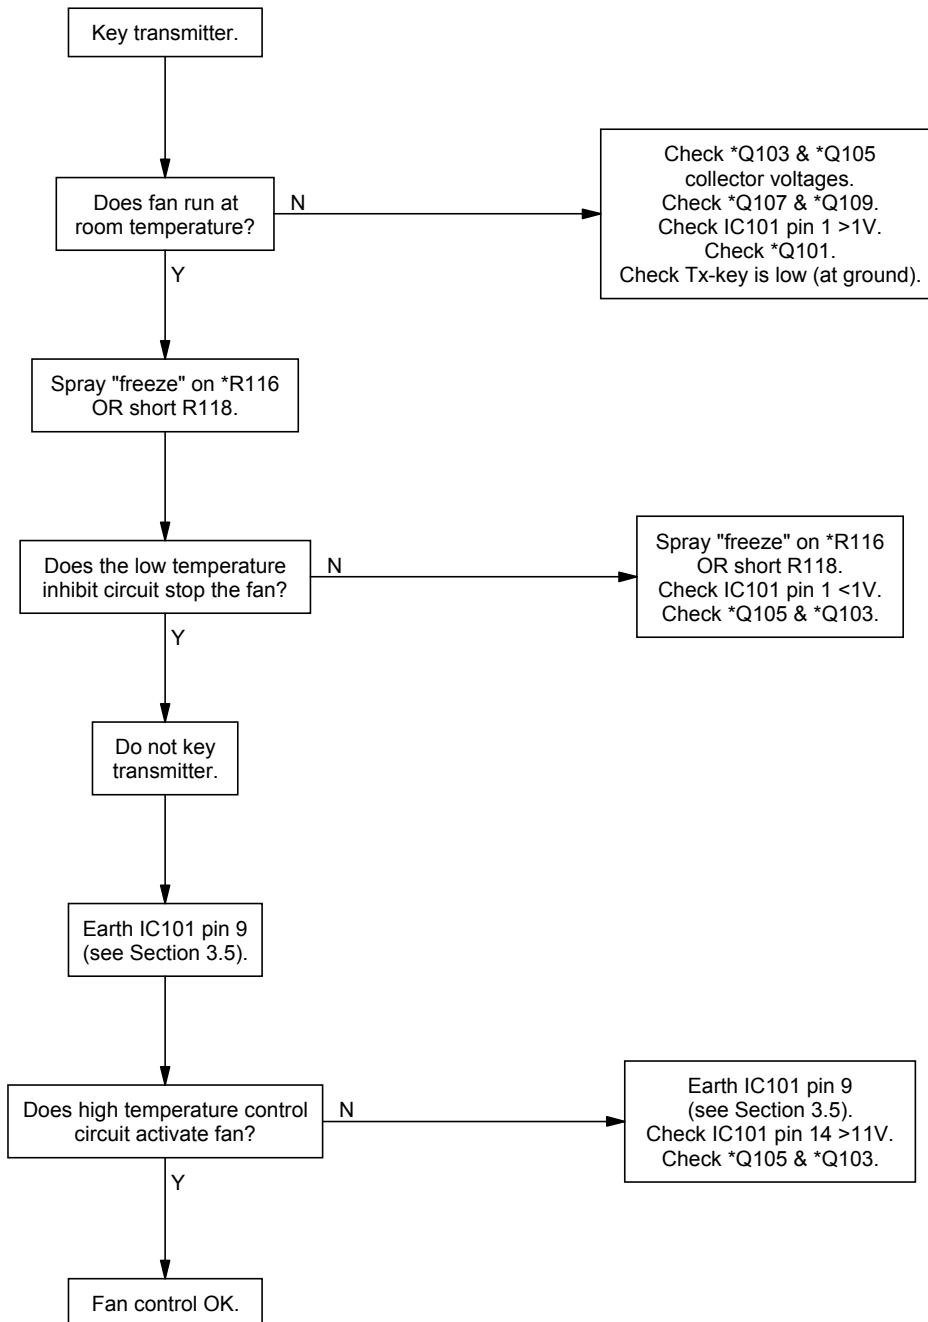 Key transmitter.
Does fan run at
room temperature?
N
Y
Check *Q103 & *Q105
collector voltages.
Check *Q107 & *Q109.
Check IC101 pin 1 >1V.
Check *Q101.
Check Tx-key is low (at ground).
Spray "freeze" on *R116
OR short R118.
Does the low temperature
inhibit circuit stop the fan?
N
Y
Spray "freeze" on *R116
OR short R118.
Check IC101 pin 1 <1V.
Check *Q105 & *Q103.
Do not key
transmitter.
Earth IC101 pin 9
(see Section 3.5).
Does high temperature control
circuit activate fan?
N
Y
Earth IC101 pin 9
(see Section 3.5).
Check IC101 pin 14 >11V.
Check *Q105 & *Q103.
Fan control OK.